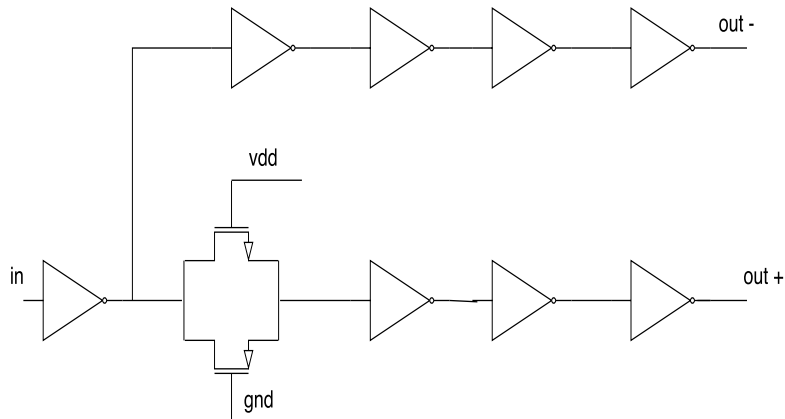 out -
vdd
in
out +
gnd